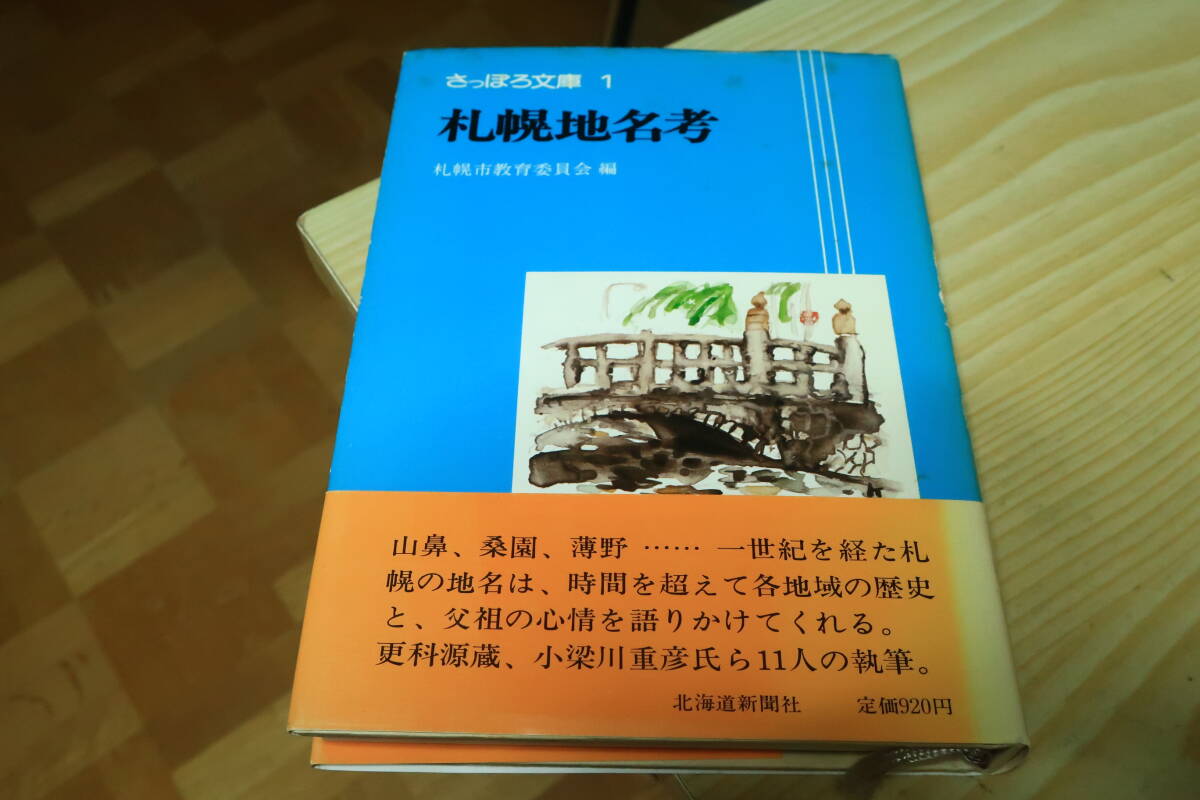 さっぽろ文庫 1
札幌地名考
札幌市教育委員会 編
山鼻、桑園、薄野 …… 一世紀を経た札
幌の地名は、時間を超えて各地域の歴史
と、父祖の心情を語りかけてくれる。
更科源蔵、小梁川重彦氏ら11人の執筆。
北海道新聞社 定価920円